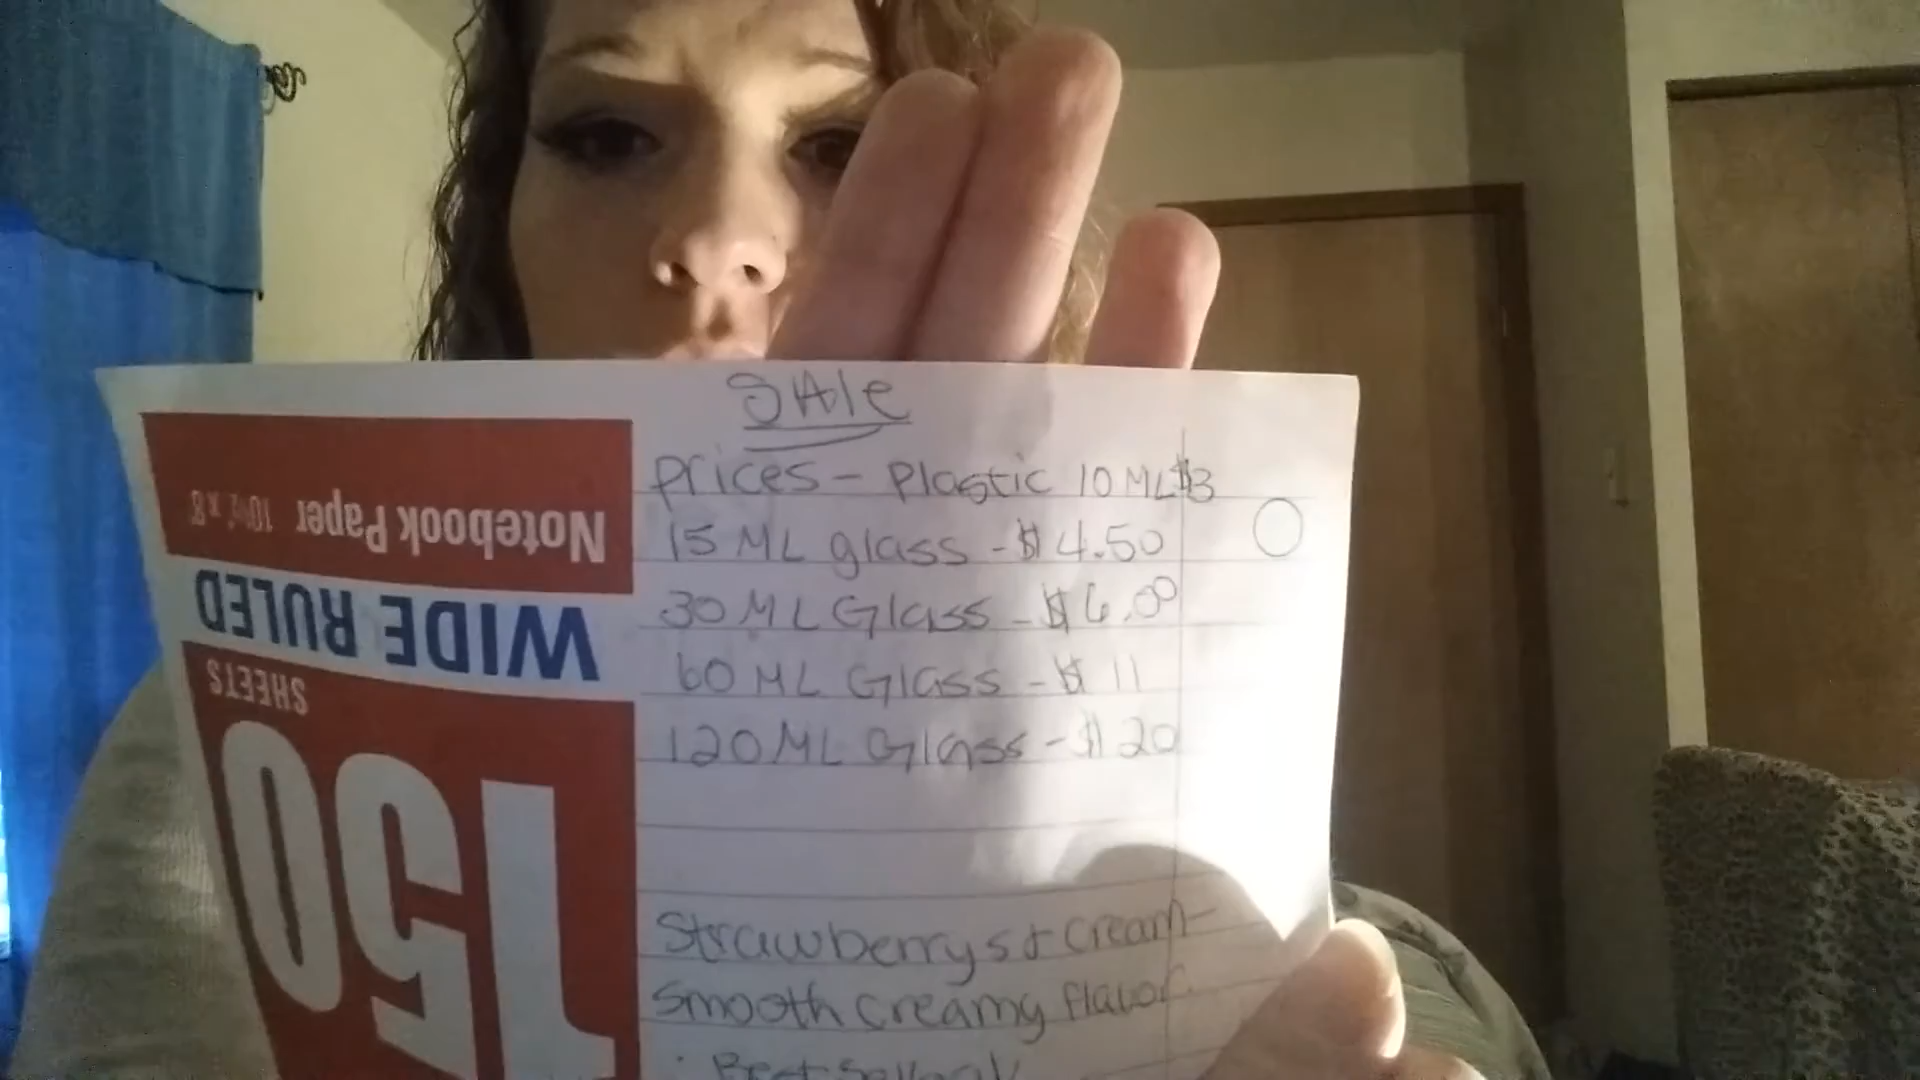 SAle
Prices - Plastic 10 ML $3
15 ML glass - $4.50
30 ML Glass - $6.00
60 ML Glass - $11
120 ML Glass - $20
Strawberrys & Cream -
Smooth creamy flavor
Best
Notebook Paper 10½" x 8"
WIDE RULED
SHEETS
150